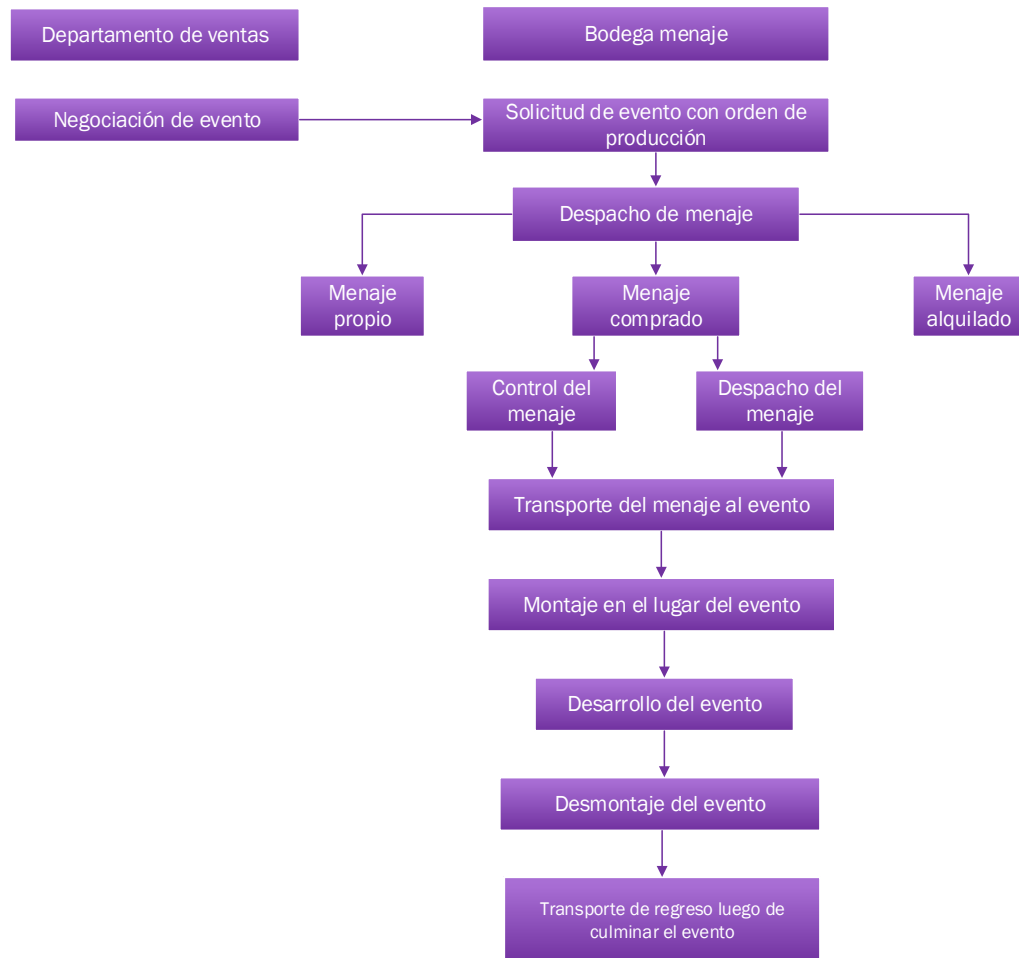 Departamento de ventas
Bodega menaje
Negociación de evento
Solicitud de evento con orden de
producción
Despacho de menaje
Menaje
propio
Menaje
comprado
Menaje
alquilado
Control del
menaje
Despacho del
menaje
Transporte del menaje al evento
Montaje en el lugar del evento
Desarrollo del evento
Desmontaje del evento
Transporte de regreso luego de
culminar el evento